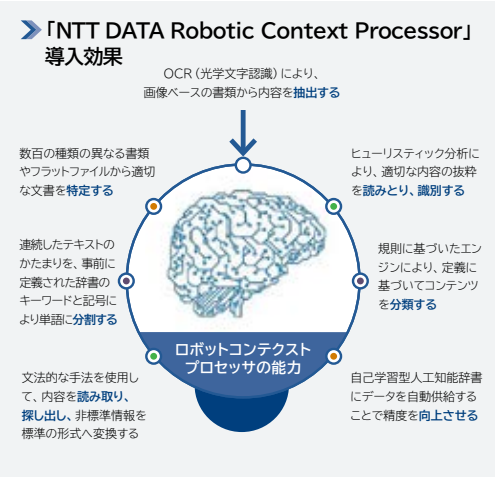 「NTT DATA Robotic Context Processor」
導入効果
OCR（光学文字認識）により、
画像ベースの書類から内容を抽出する
数百の種類の異なる書類
やフラットファイルから適切
な文書を特定する
ヒューリスティック分析に
より、適切な内容の抜粋
を読みとり、識別する
連続したテキストの
かたまりを、事前に
定義された辞書の
キーワードと記号に
より単語に分割する
規則に基づいたエン
ジンにより、定義に
基づいてコンテンツ
を分類する
ロボットコンテクスト
プロセッサの能力
文法的な手法を使用し
て、内容を読み取り、
探し出し、非標準情報を
標準の形式へ変換する
自己学習型人工知能辞書
にデータを自動供給する
ことで精度を向上させる